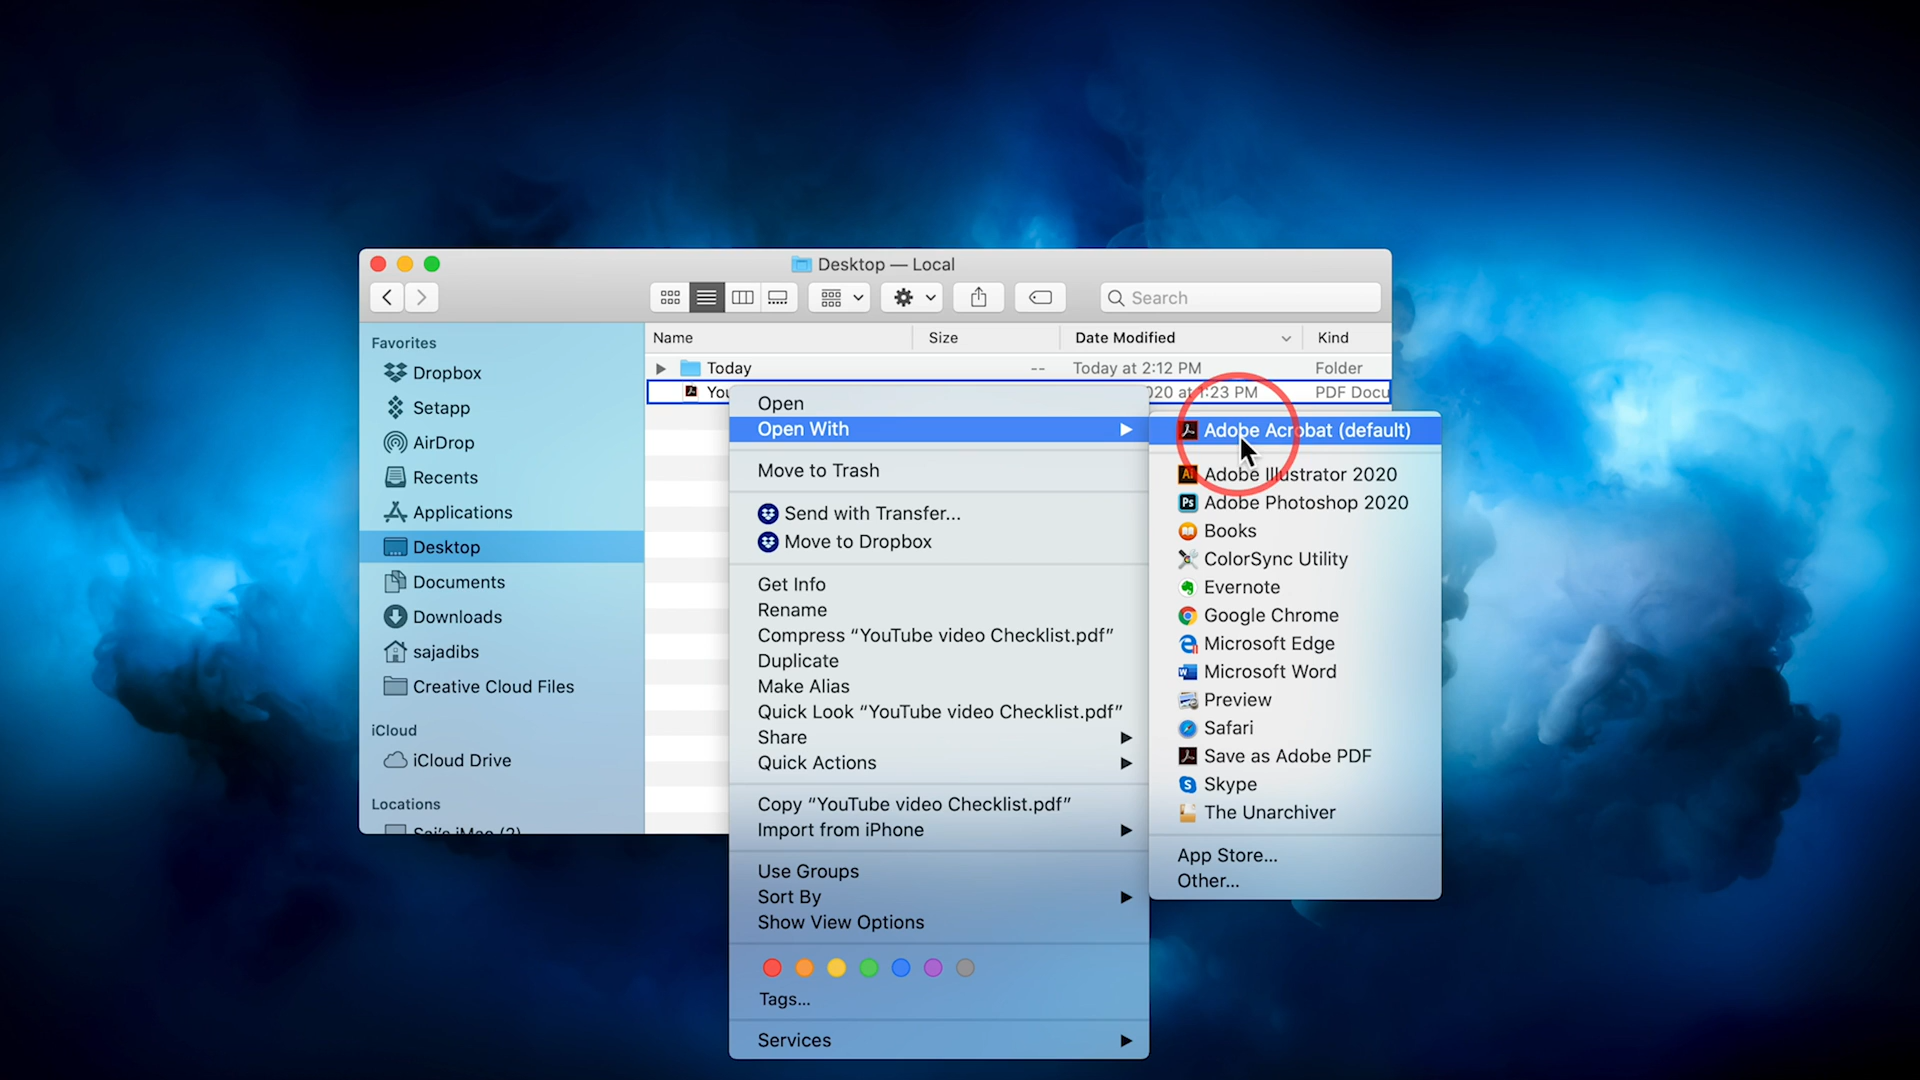 Desktop — Local
Search
Favorites
Dropbox
Setapp
AirDrop
Recents
Applications
Desktop
Documents
Downloads
sajadibs
Creative Cloud Files
iCloud
iCloud Drive
Locations
Name Size Date Modified Kind
Today -- Today at 2:12 PM Folder
1:23 PM PDF Docu
Open
Open With
Move to Trash
Send with Transfer...
Move to Dropbox
Get Info
Rename
Compress “YouTube video Checklist.pdf”
Duplicate
Make Alias
Quick Look “YouTube video Checklist.pdf”
Share
Quick Actions
Copy “YouTube video Checklist.pdf”
Import from iPhone
Use Groups
Sort By
Show View Options
Tags...
Services
Adobe Acrobat (default)
Adobe Illustrator 2020
Adobe Photoshop 2020
Books
ColorSync Utility
Evernote
Google Chrome
Microsoft Edge
Microsoft Word
Preview
Safari
Save as Adobe PDF
Skype
The Unarchiver
App Store...
Other...